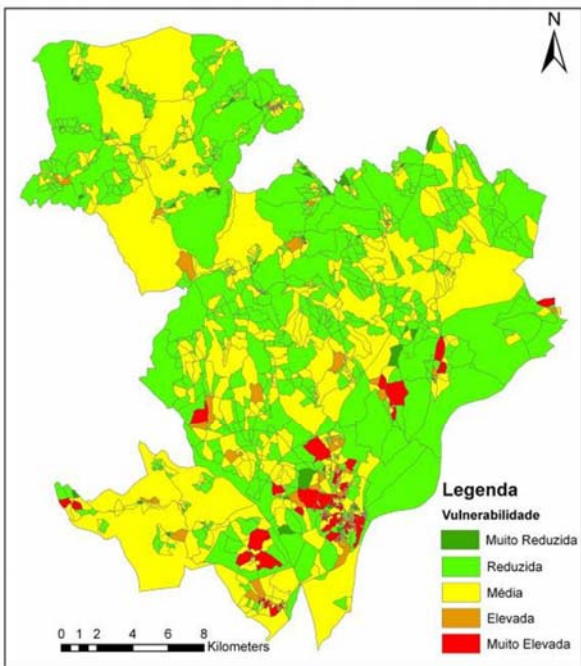 N
Legenda
Vulnerabilidade
Muito Reduzida
Reduzida
Média
Elevada
Muito Elevada
0 1 2 4 6 8
Kilometers